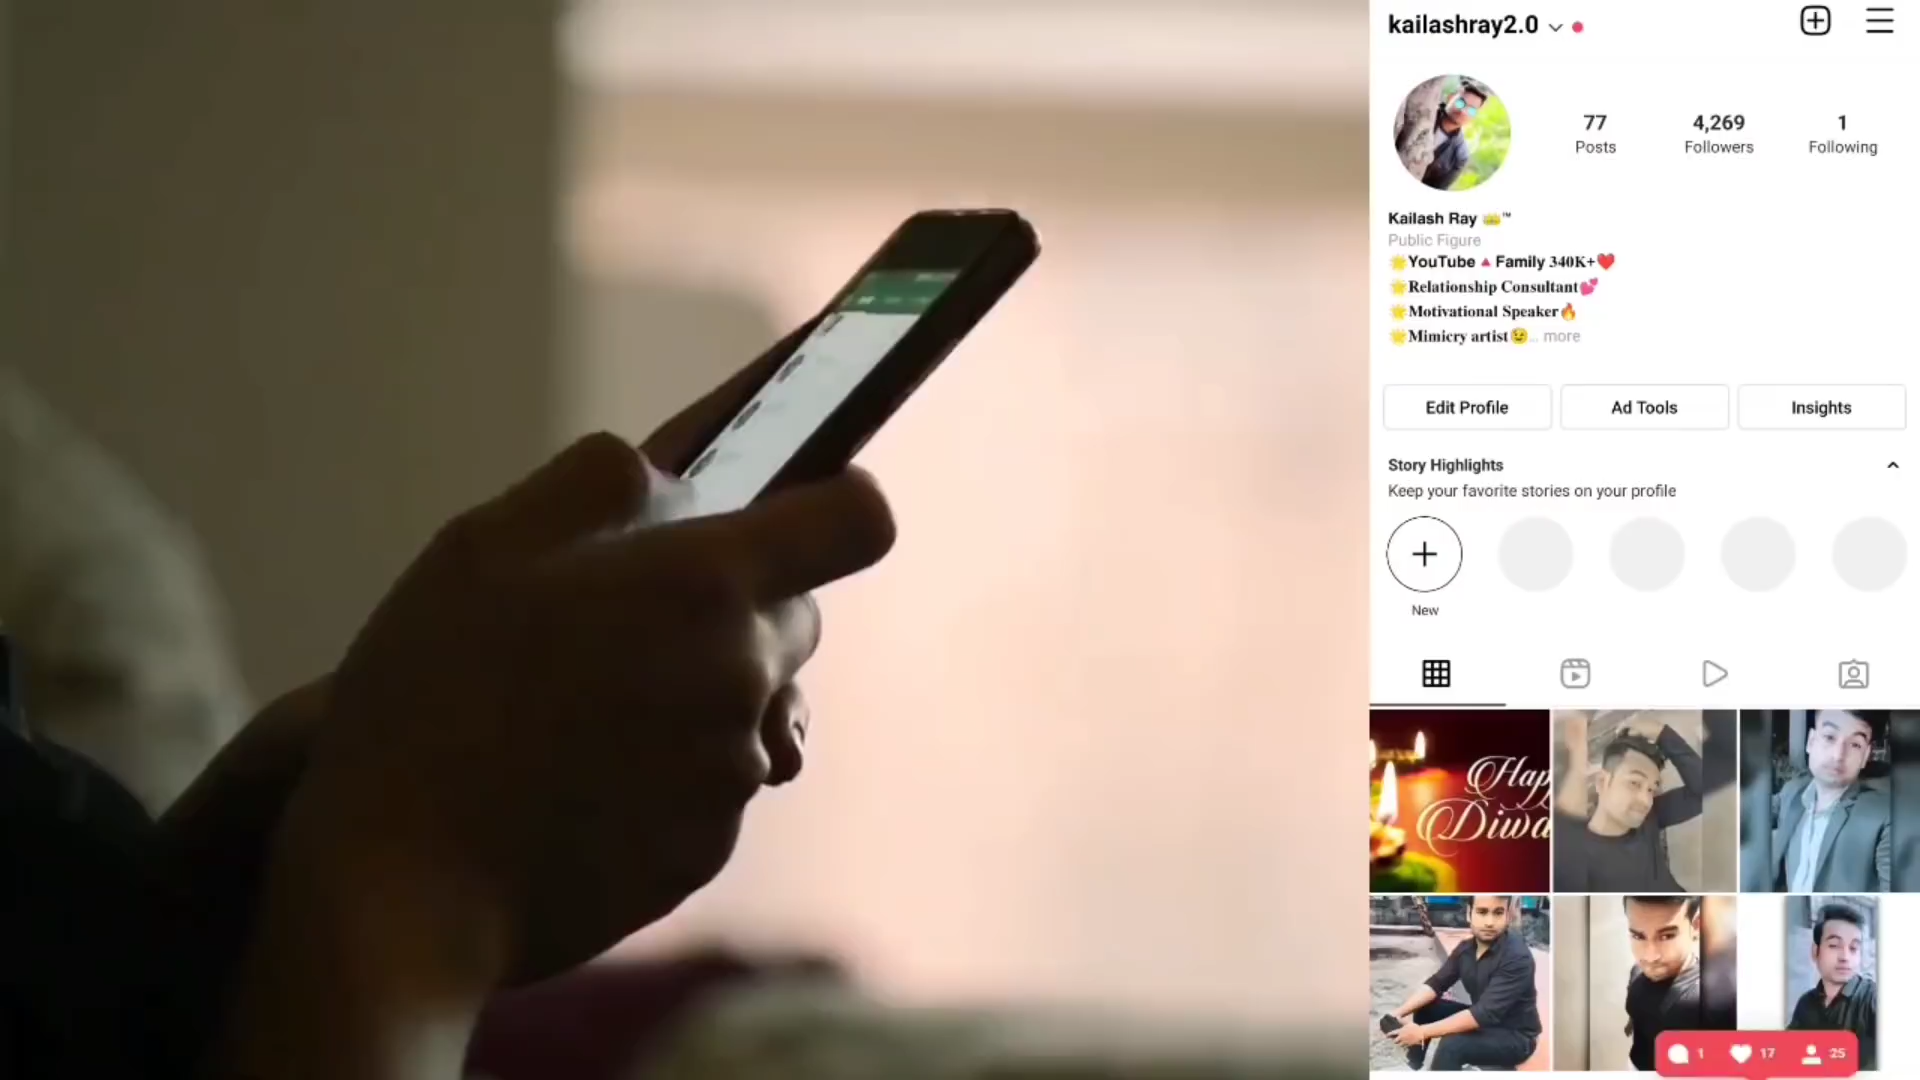 kailashray2.0
77
Posts
4,269
Followers
1
Following
Kailash Ray 👑™
Public Figure
🌟YouTube🔺Family 340K+❤️
🌟Relationship Consultant💕
🌟Motivational Speaker🔥
🌟Mimicry artist😉... more
Edit Profile
Ad Tools
Insights
Story Highlights
Keep your favorite stories on your profile
New
Happ
Diwa
1 17 25